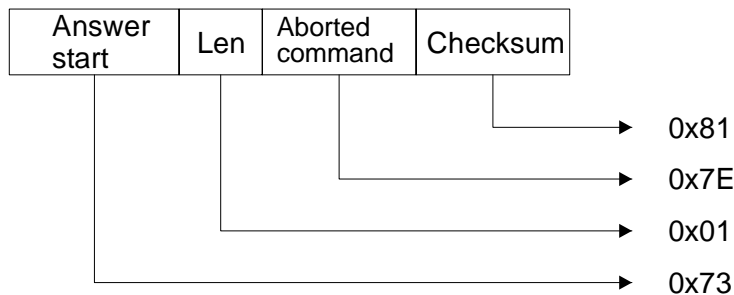 Answer
start
Len
Aborted
command
Checksum
0x81
0x7E
0x01
0x73